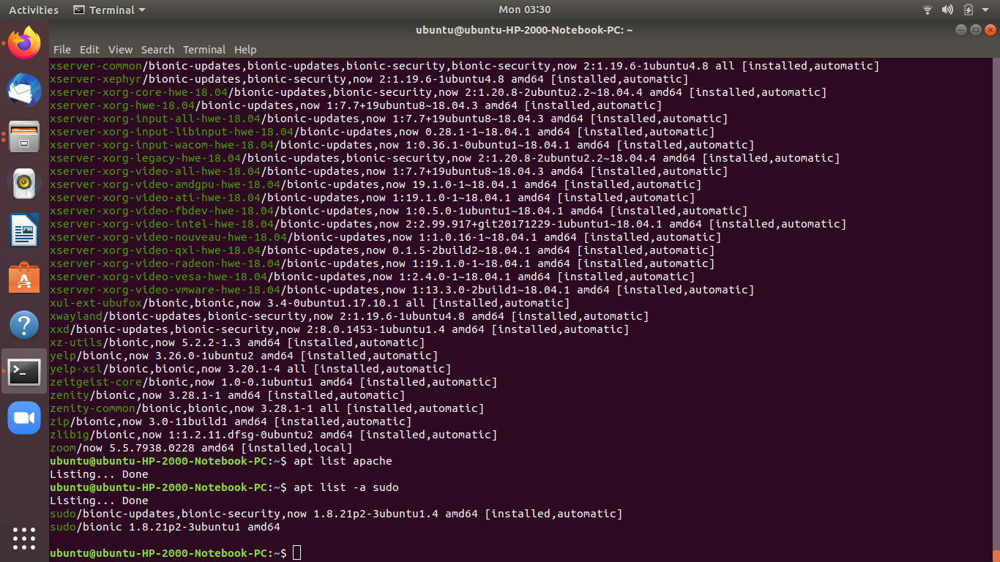 Activities Terminal Mon 03:30
ubuntu@ubuntu-HP-2000-Notebook-PC: ~
File Edit View Search Terminal Help
xserver-common/bionic-updates,bionic-updates,bionic-security,bionic-security,now 2:1.19.6-1ubuntu4.8 all [installed,automatic]
xserver-xephyr/bionic-updates,bionic-security,now 2:1.19.6-1ubuntu4.8 amd64 [installed,automatic]
xserver-xorg-core-hwe-18.04/bionic-updates,bionic-security,now 2:1.20.8-2ubuntu2.2~18.04.4 amd64 [installed,automatic]
xserver-xorg-hwe-18.04/bionic-updates,now 1:7.7+19ubuntu8~18.04.3 amd64 [installed,automatic]
xserver-xorg-input-all-hwe-18.04/bionic-updates,now 1:7.7+19ubuntu8~18.04.3 amd64 [installed,automatic]
xserver-xorg-input-libinput-hwe-18.04/bionic-updates,now 0.28.1-1~18.04.1 amd64 [installed,automatic]
xserver-xorg-input-wacom-hwe-18.04/bionic-updates,now 1:0.36.1-0ubuntu1~18.04.1 amd64 [installed,automatic]
xserver-xorg-legacy-hwe-18.04/bionic-updates,bionic-security,now 2:1.20.8-2ubuntu2.2~18.04.4 amd64 [installed,automatic]
xserver-xorg-video-all-hwe-18.04/bionic-updates,now 1:7.7+19ubuntu8~18.04.3 amd64 [installed,automatic]
xserver-xorg-video-amdgpu-hwe-18.04/bionic-updates,now 19.1.0-1~18.04.1 amd64 [installed,automatic]
xserver-xorg-video-ati-hwe-18.04/bionic-updates,now 1:19.1.0-1~18.04.1 amd64 [installed,automatic]
xserver-xorg-video-fbdev-hwe-18.04/bionic-updates,now 1:0.5.0-1ubuntu1~18.04.1 amd64 [installed,automatic]
xserver-xorg-video-intel-hwe-18.04/bionic-updates,now 2:2.99.917+git20171229-1ubuntu1~18.04.1 amd64 [installed,automatic]
xserver-xorg-video-nouveau-hwe-18.04/bionic-updates,now 1:1.0.16-1~18.04.1 amd64 [installed,automatic]
xserver-xorg-video-qxl-hwe-18.04/bionic-updates,now 0.1.5-2build2~18.04.1 amd64 [installed,automatic]
xserver-xorg-video-radeon-hwe-18.04/bionic-updates,now 1:19.1.0-1~18.04.1 amd64 [installed,automatic]
xserver-xorg-video-vesa-hwe-18.04/bionic-updates,now 1:2.4.0-1~18.04.1 amd64 [installed,automatic]
xserver-xorg-video-vmware-hwe-18.04/bionic-updates,now 1:13.3.0-2build1~18.04.1 amd64 [installed,automatic]
xul-ext-ubufox/bionic,bionic,now 3.4-0ubuntu1.17.10.1 all [installed,automatic]
xwayland/bionic-updates,bionic-security,now 2:1.19.6-1ubuntu4.8 amd64 [installed,automatic]
xxd/bionic-updates,bionic-security,now 2:8.0.1453-1ubuntu1.4 amd64 [installed,automatic]
xz-utils/bionic,now 5.2.2-1.3 amd64 [installed,automatic]
yelp/bionic,now 3.26.0-1ubuntu2 amd64 [installed,automatic]
yelp-xsl/bionic,bionic,now 3.20.1-4 all [installed,automatic]
zeitgeist-core/bionic,now 1.0-0.1ubuntu1 amd64 [installed,automatic]
zenity/bionic,now 3.28.1-1 amd64 [installed,automatic]
zenity-common/bionic,bionic,now 3.28.1-1 all [installed,automatic]
zip/bionic,now 3.0-11build1 amd64 [installed,automatic]
zlib1g/bionic,now 1:1.2.11.dfsg-0ubuntu2 amd64 [installed,automatic]
zoom/now 5.5.7938.0228 amd64 [installed,local]
ubuntu@ubuntu-HP-2000-Notebook-PC:~$ apt list apache
Listing... Done
ubuntu@ubuntu-HP-2000-Notebook-PC:~$ apt list -a sudo
Listing... Done
sudo/bionic-updates,bionic-security,now 1.8.21p2-3ubuntu1.4 amd64 [installed,automatic]
sudo/bionic 1.8.21p2-3ubuntu1 amd64
ubuntu@ubuntu-HP-2000-Notebook-PC:~$